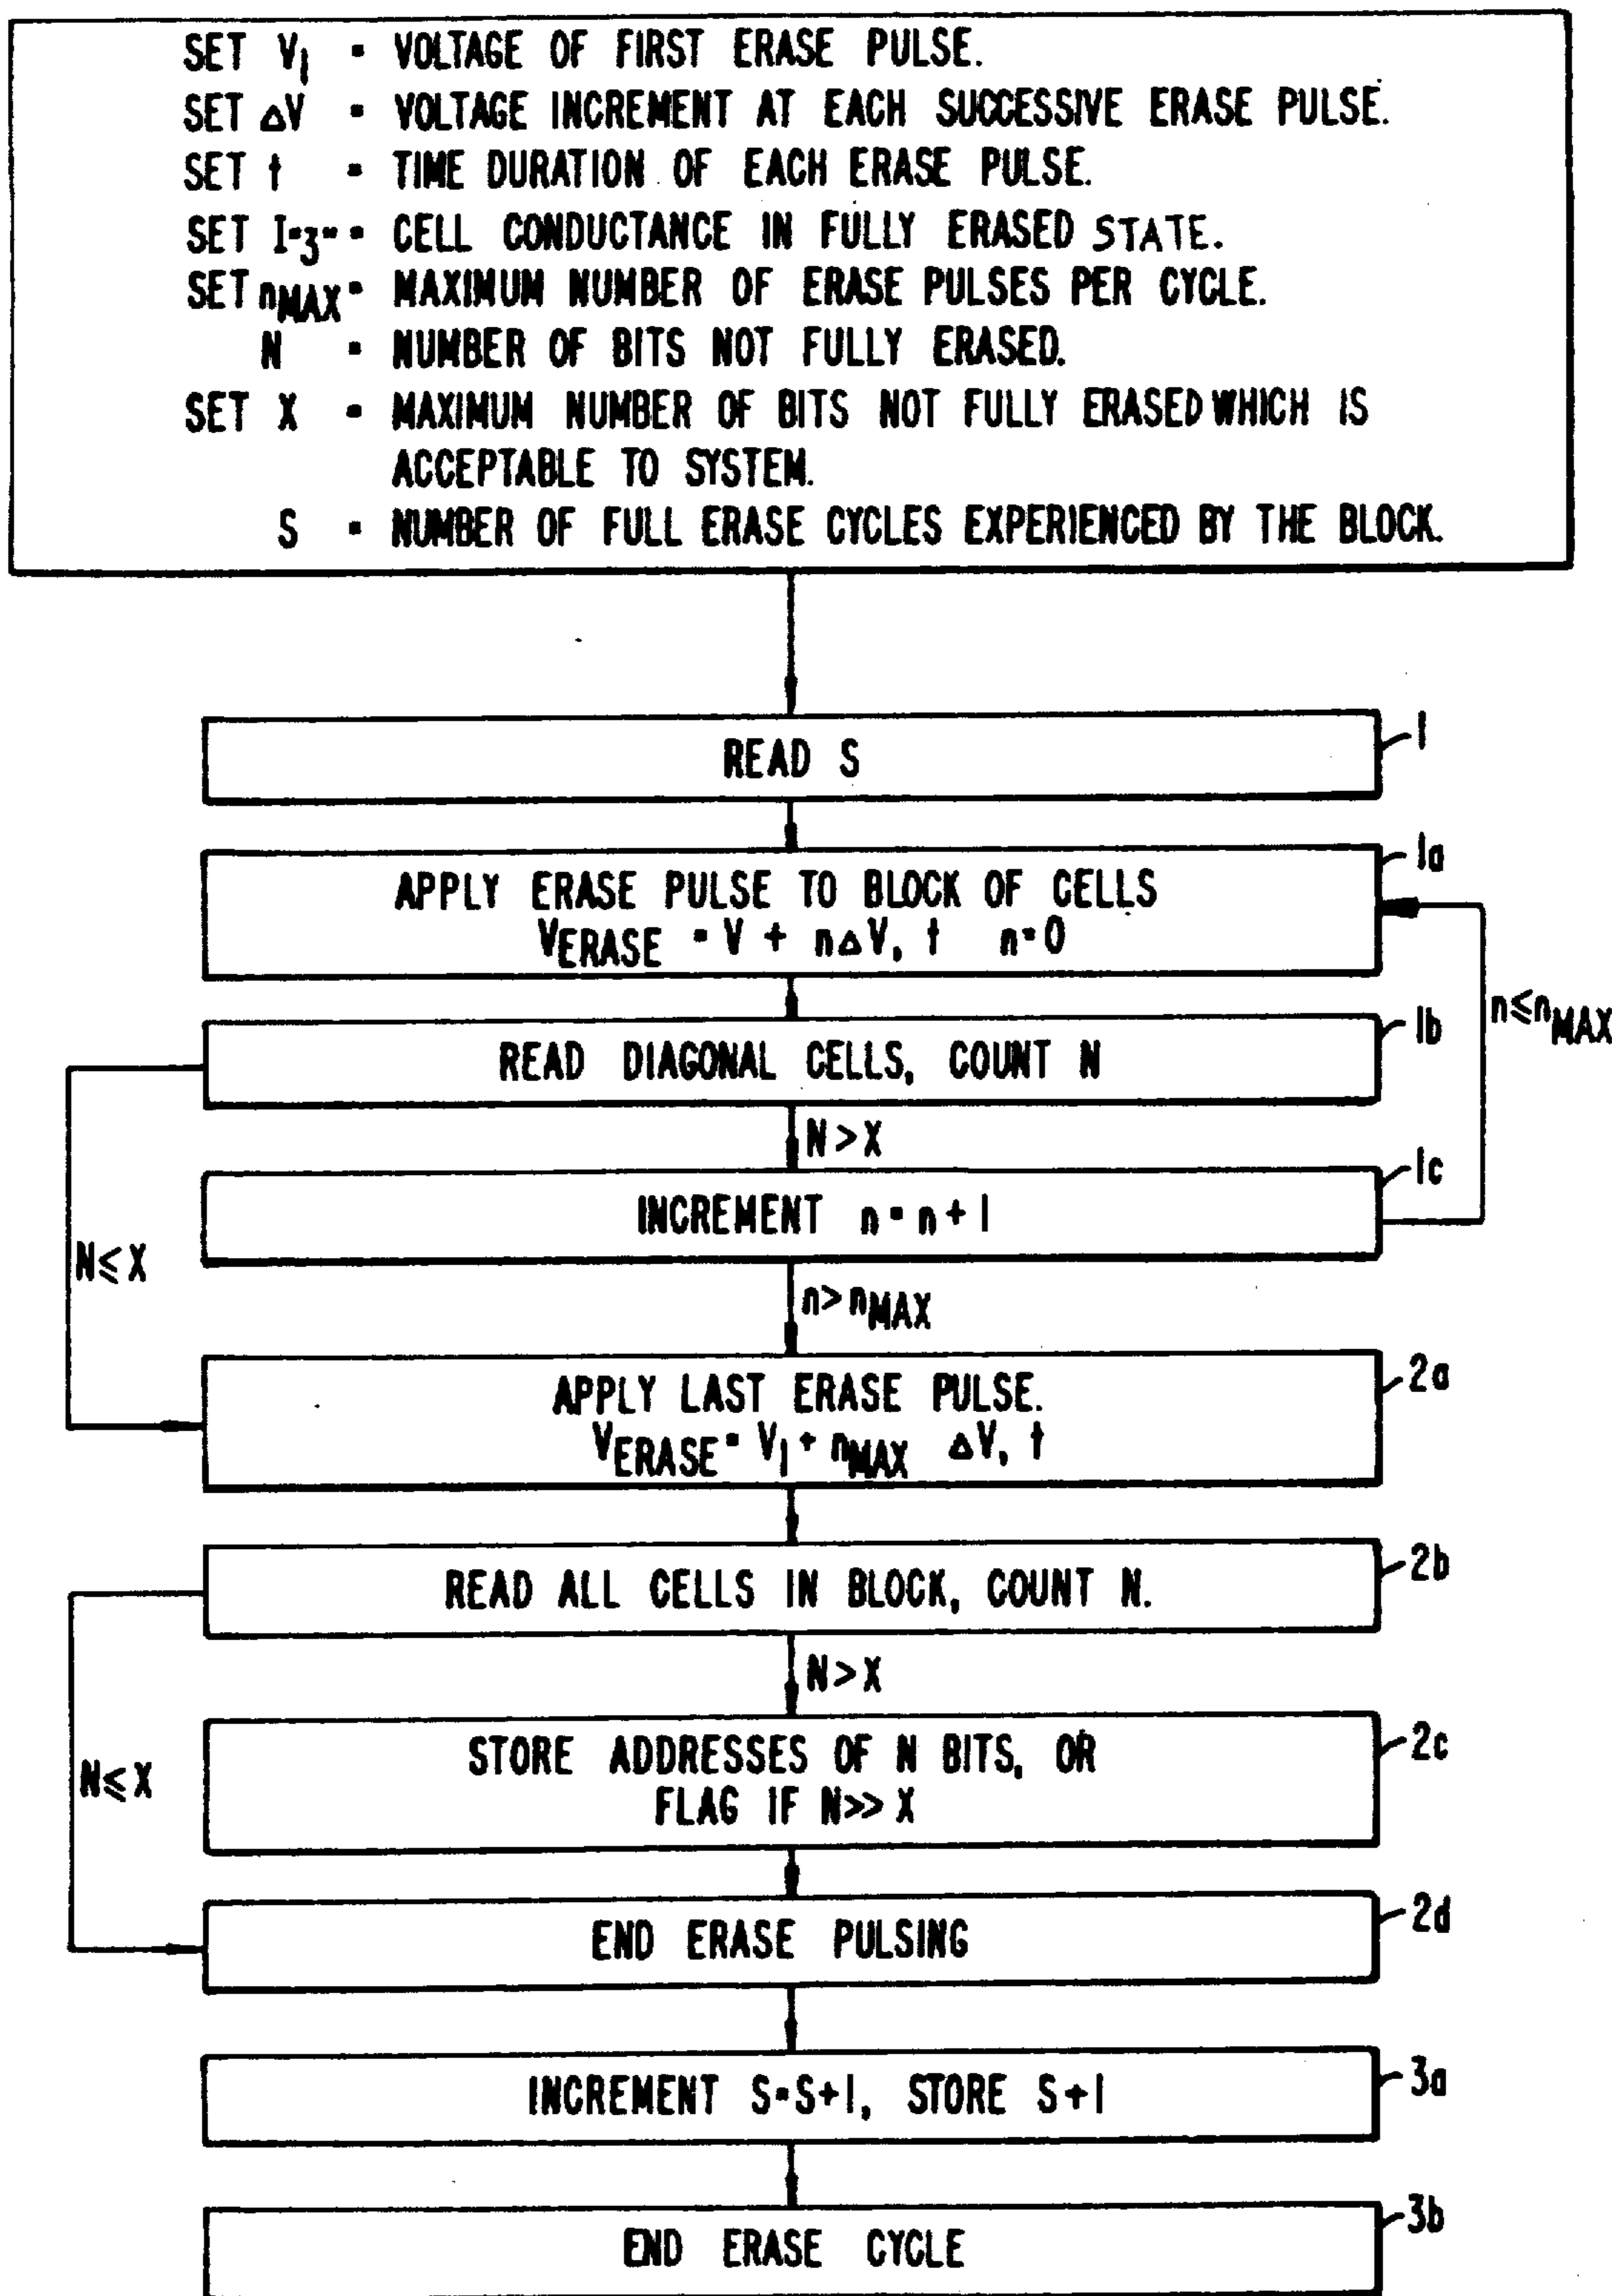 SET V1 = VOLTAGE OF FIRST ERASE PULSE.
SET ΔV = VOLTAGE INCREMENT AT EACH SUCCESSIVE ERASE PULSE.
SET t = TIME DURATION OF EACH ERASE PULSE.
SET I"3" = CELL CONDUCTANCE IN FULLY ERASED STATE.
SET nMAX = MAXIMUM NUMBER OF ERASE PULSES PER CYCLE.
N = NUMBER OF BITS NOT FULLY ERASED.
SET X = MAXIMUM NUMBER OF BITS NOT FULLY ERASED WHICH IS
ACCEPTABLE TO SYSTEM.
S = NUMBER OF FULL ERASE CYCLES EXPERIENCED BY THE BLOCK.
READ S
1
APPLY ERASE PULSE TO BLOCK OF CELLS
VERASE = V + nΔV, t n=0
1a
n≤nMAX
READ DIAGONAL CELLS, COUNT N
1b
N>X
INCREMENT n=n+1
1c
N≤X
n>nMAX
APPLY LAST ERASE PULSE.
VERASE= V1+ nMAX ΔV, t
2a
READ ALL CELLS IN BLOCK, COUNT N.
2b
N>X
STORE ADDRESSES OF N BITS, OR
FLAG IF N>>X
2c
N≤X
END ERASE PULSING
2d
INCREMENT S=S+1, STORE S+1
3a
END ERASE CYCLE
3b